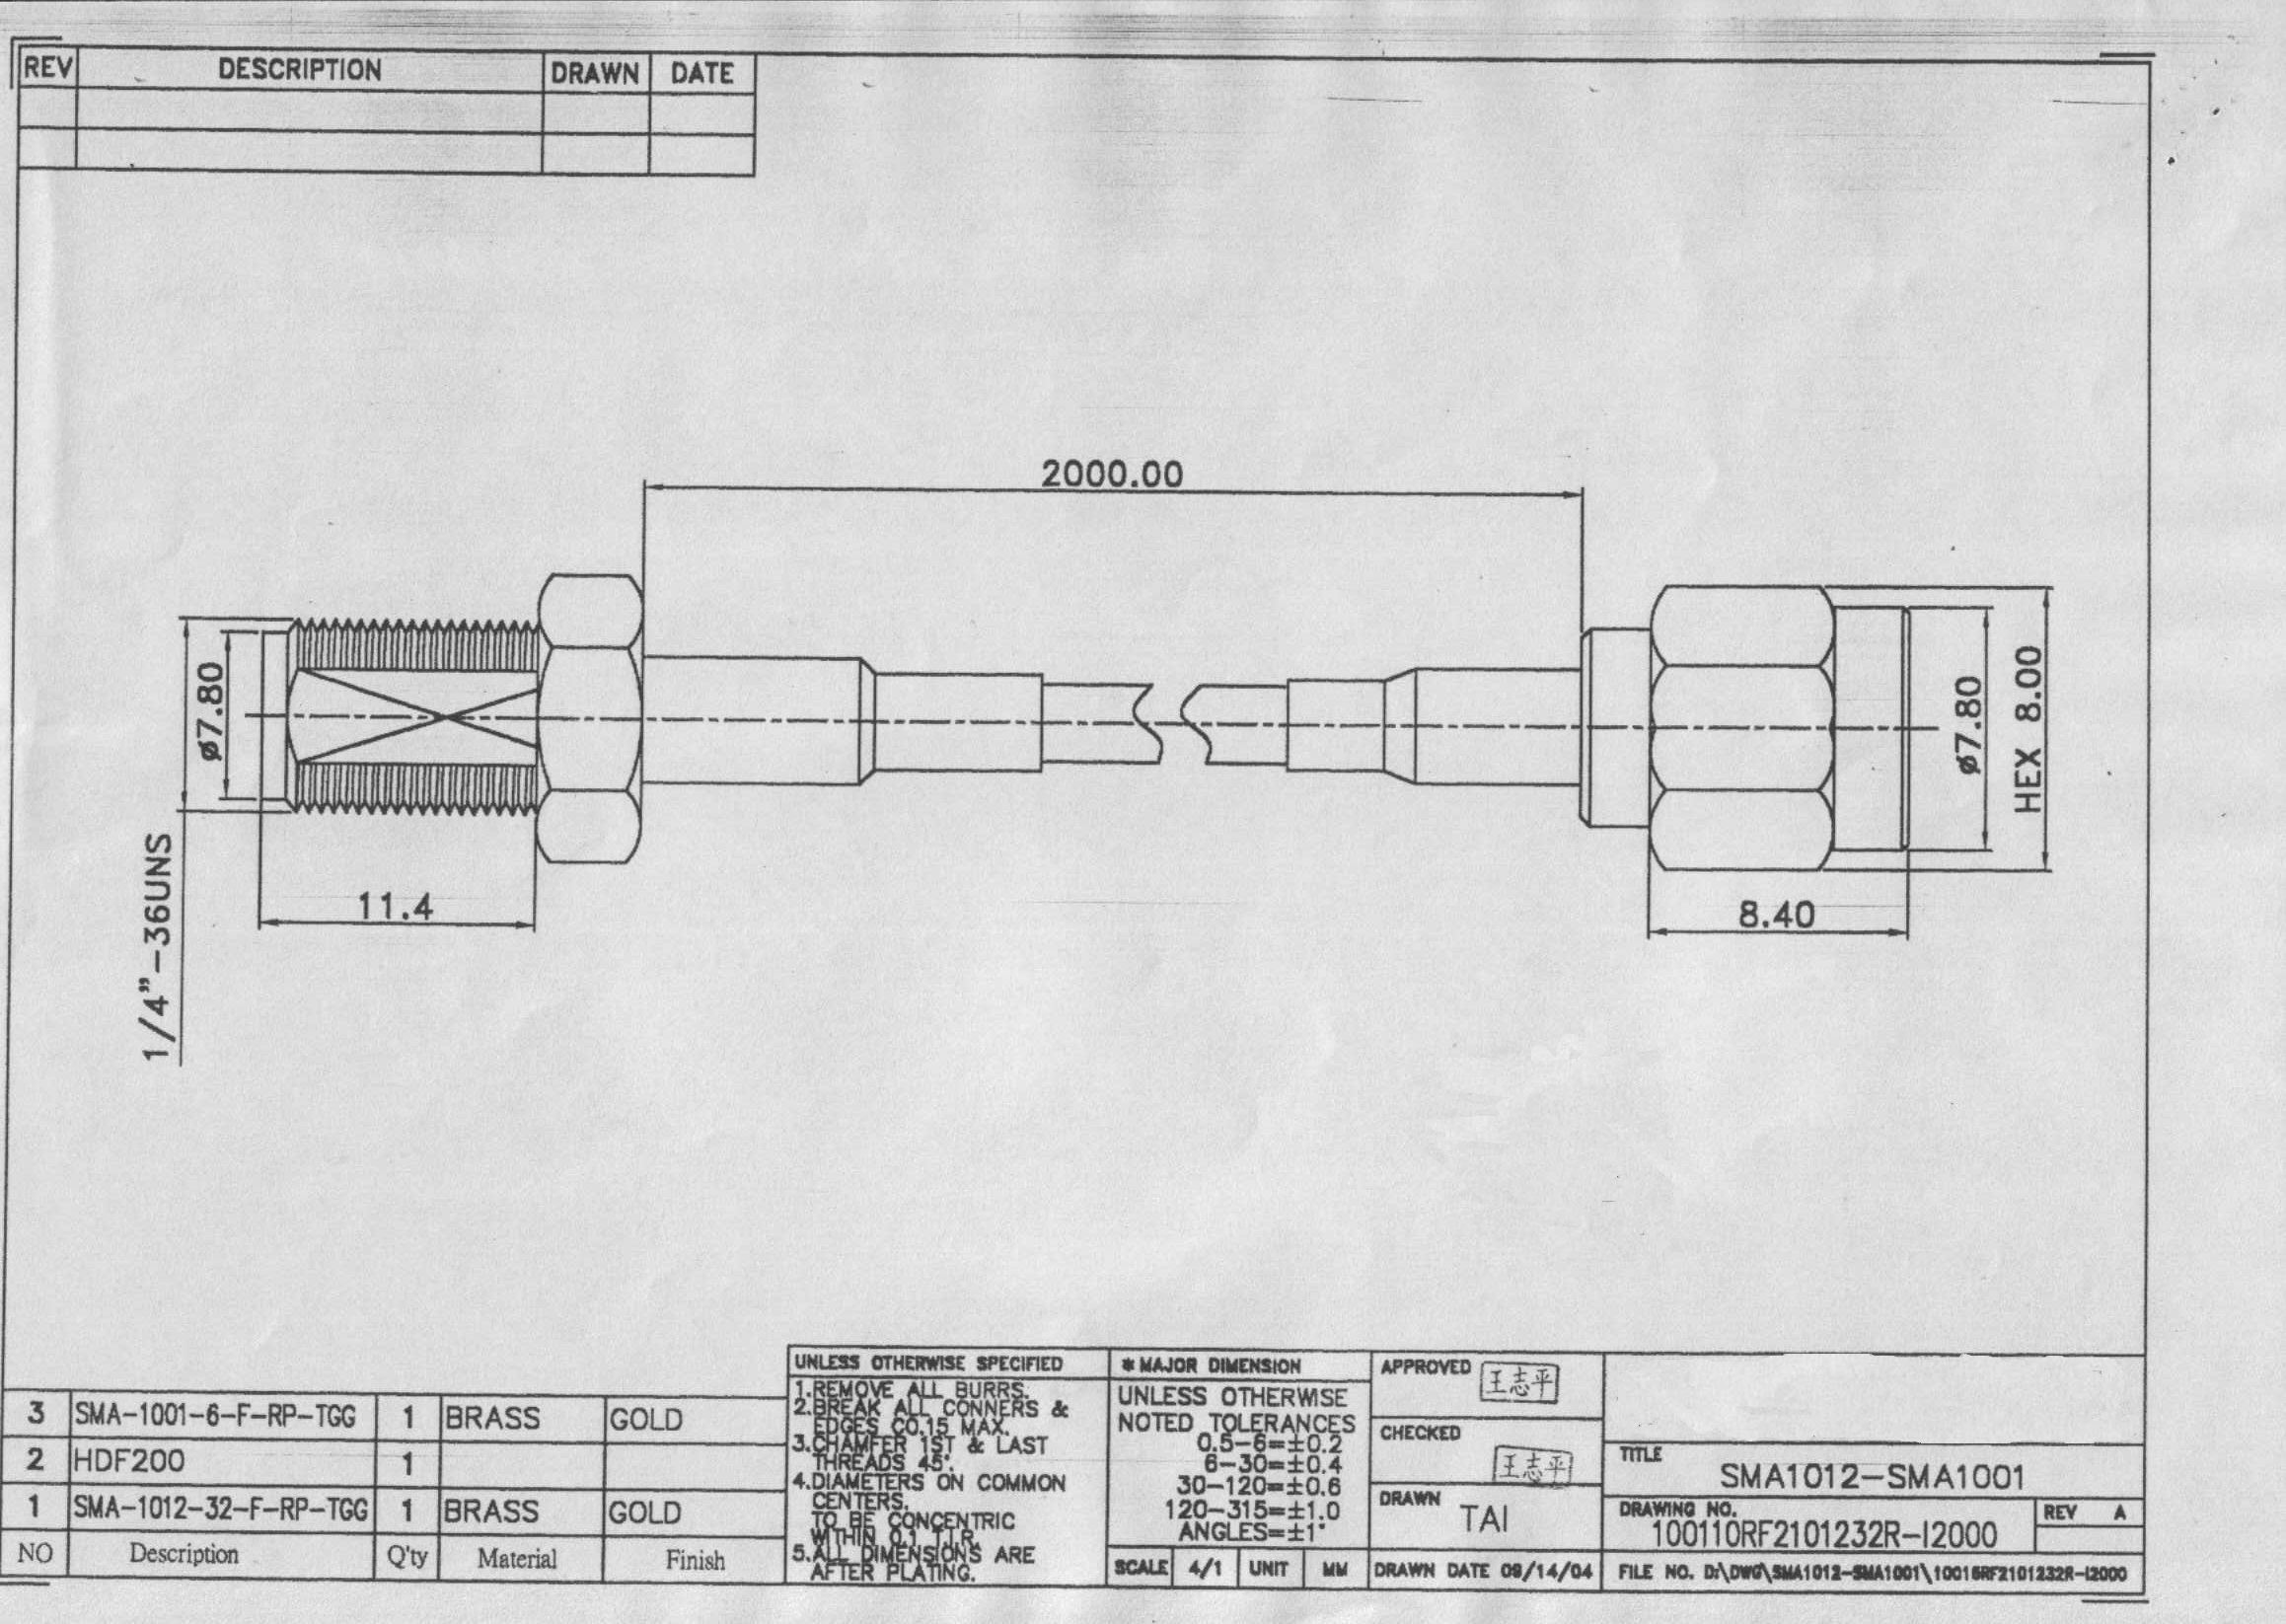 REV DESCRIPTION DRAWN DATE
2000.00
ø7.80
1/4"-36UNS
11.4
8.40
ø7.80
HEX 8.00
3 SMA-1001-6-F-RP-TGG 1 BRASS GOLD
2 HDF200 1
1 SMA-1012-32-F-RP-TGG 1 BRASS GOLD
NO Description Q'ty Material Finish
UNLESS OTHERWISE SPECIFIED
1.REMOVE ALL BURRS.
2.BREAK ALL CONNERS &
EDGES C0.15 MAX.
3.CHAMFER 1ST & LAST
THREADS 45°.
4.DIAMETERS ON COMMON
CENTERS.
TO BE CONCENTRIC
WITHIN 0.1 T.I.R.
5.ALL DIMENSIONS ARE
AFTER PLATING.
* MAJOR DIMENSION
UNLESS OTHERWISE
NOTED TOLERANCES
0.5-6=±0.2
6-30=±0.4
30-120=±0.6
120-315=±1.0
ANGLES=±1°
SCALE 4/1 UNIT MM
APPROVED 王志平
CHECKED 王志平
DRAWN TAI
DRAWN DATE 09/14/04
TITLE
SMA1012-SMA1001
DRAWING NO.
100110RF2101232R-I2000
REV A
FILE NO. D:\DWG\SMA1012-SMA1001\10016RF2101232R-I2000